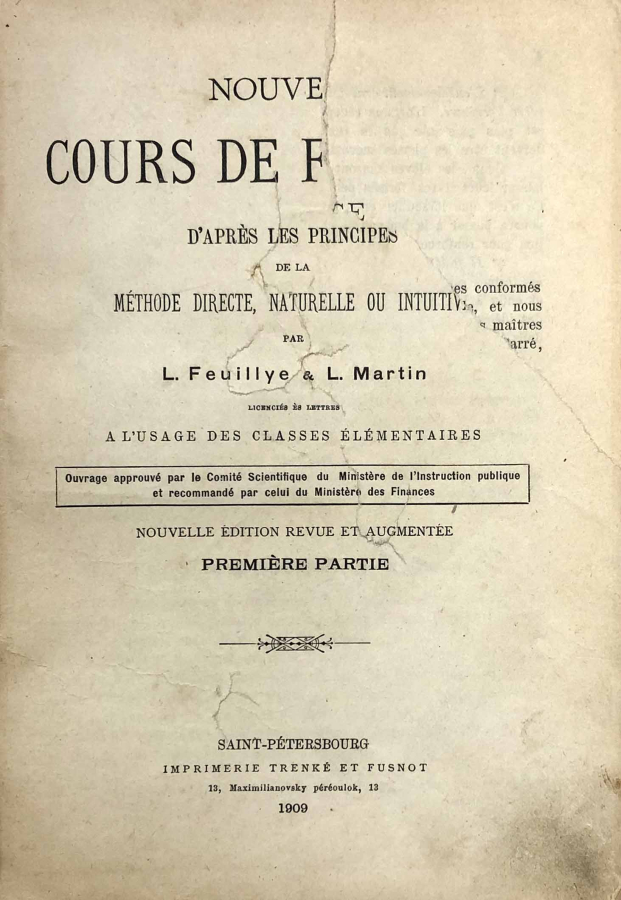 NOUVE
COURS DE F
D'APRÈS LES PRINCIPES
DE LA
MÉTHODE DIRECTE, NATURELLE OU INTUITIV
es conformés
et nous
maîtres
arré,
PAR
L. Feuillye & L. Martin
LICENCIÉS ÈS LETTRES
A L'USAGE DES CLASSES ÉLÉMENTAIRES
Ouvrage approuvé par le Comité Scientifique du Ministère de l'Instruction publique
et recommandé par celui du Ministère des Finances
NOUVELLE ÉDITION REVUE ET AUGMENTÉE
PREMIÈRE PARTIE
SAINT-PÉTERSBOURG
IMPRIMERIE TRENKÉ ET FUSNOT
13, Maximilianovsky péréoulok, 13
1909